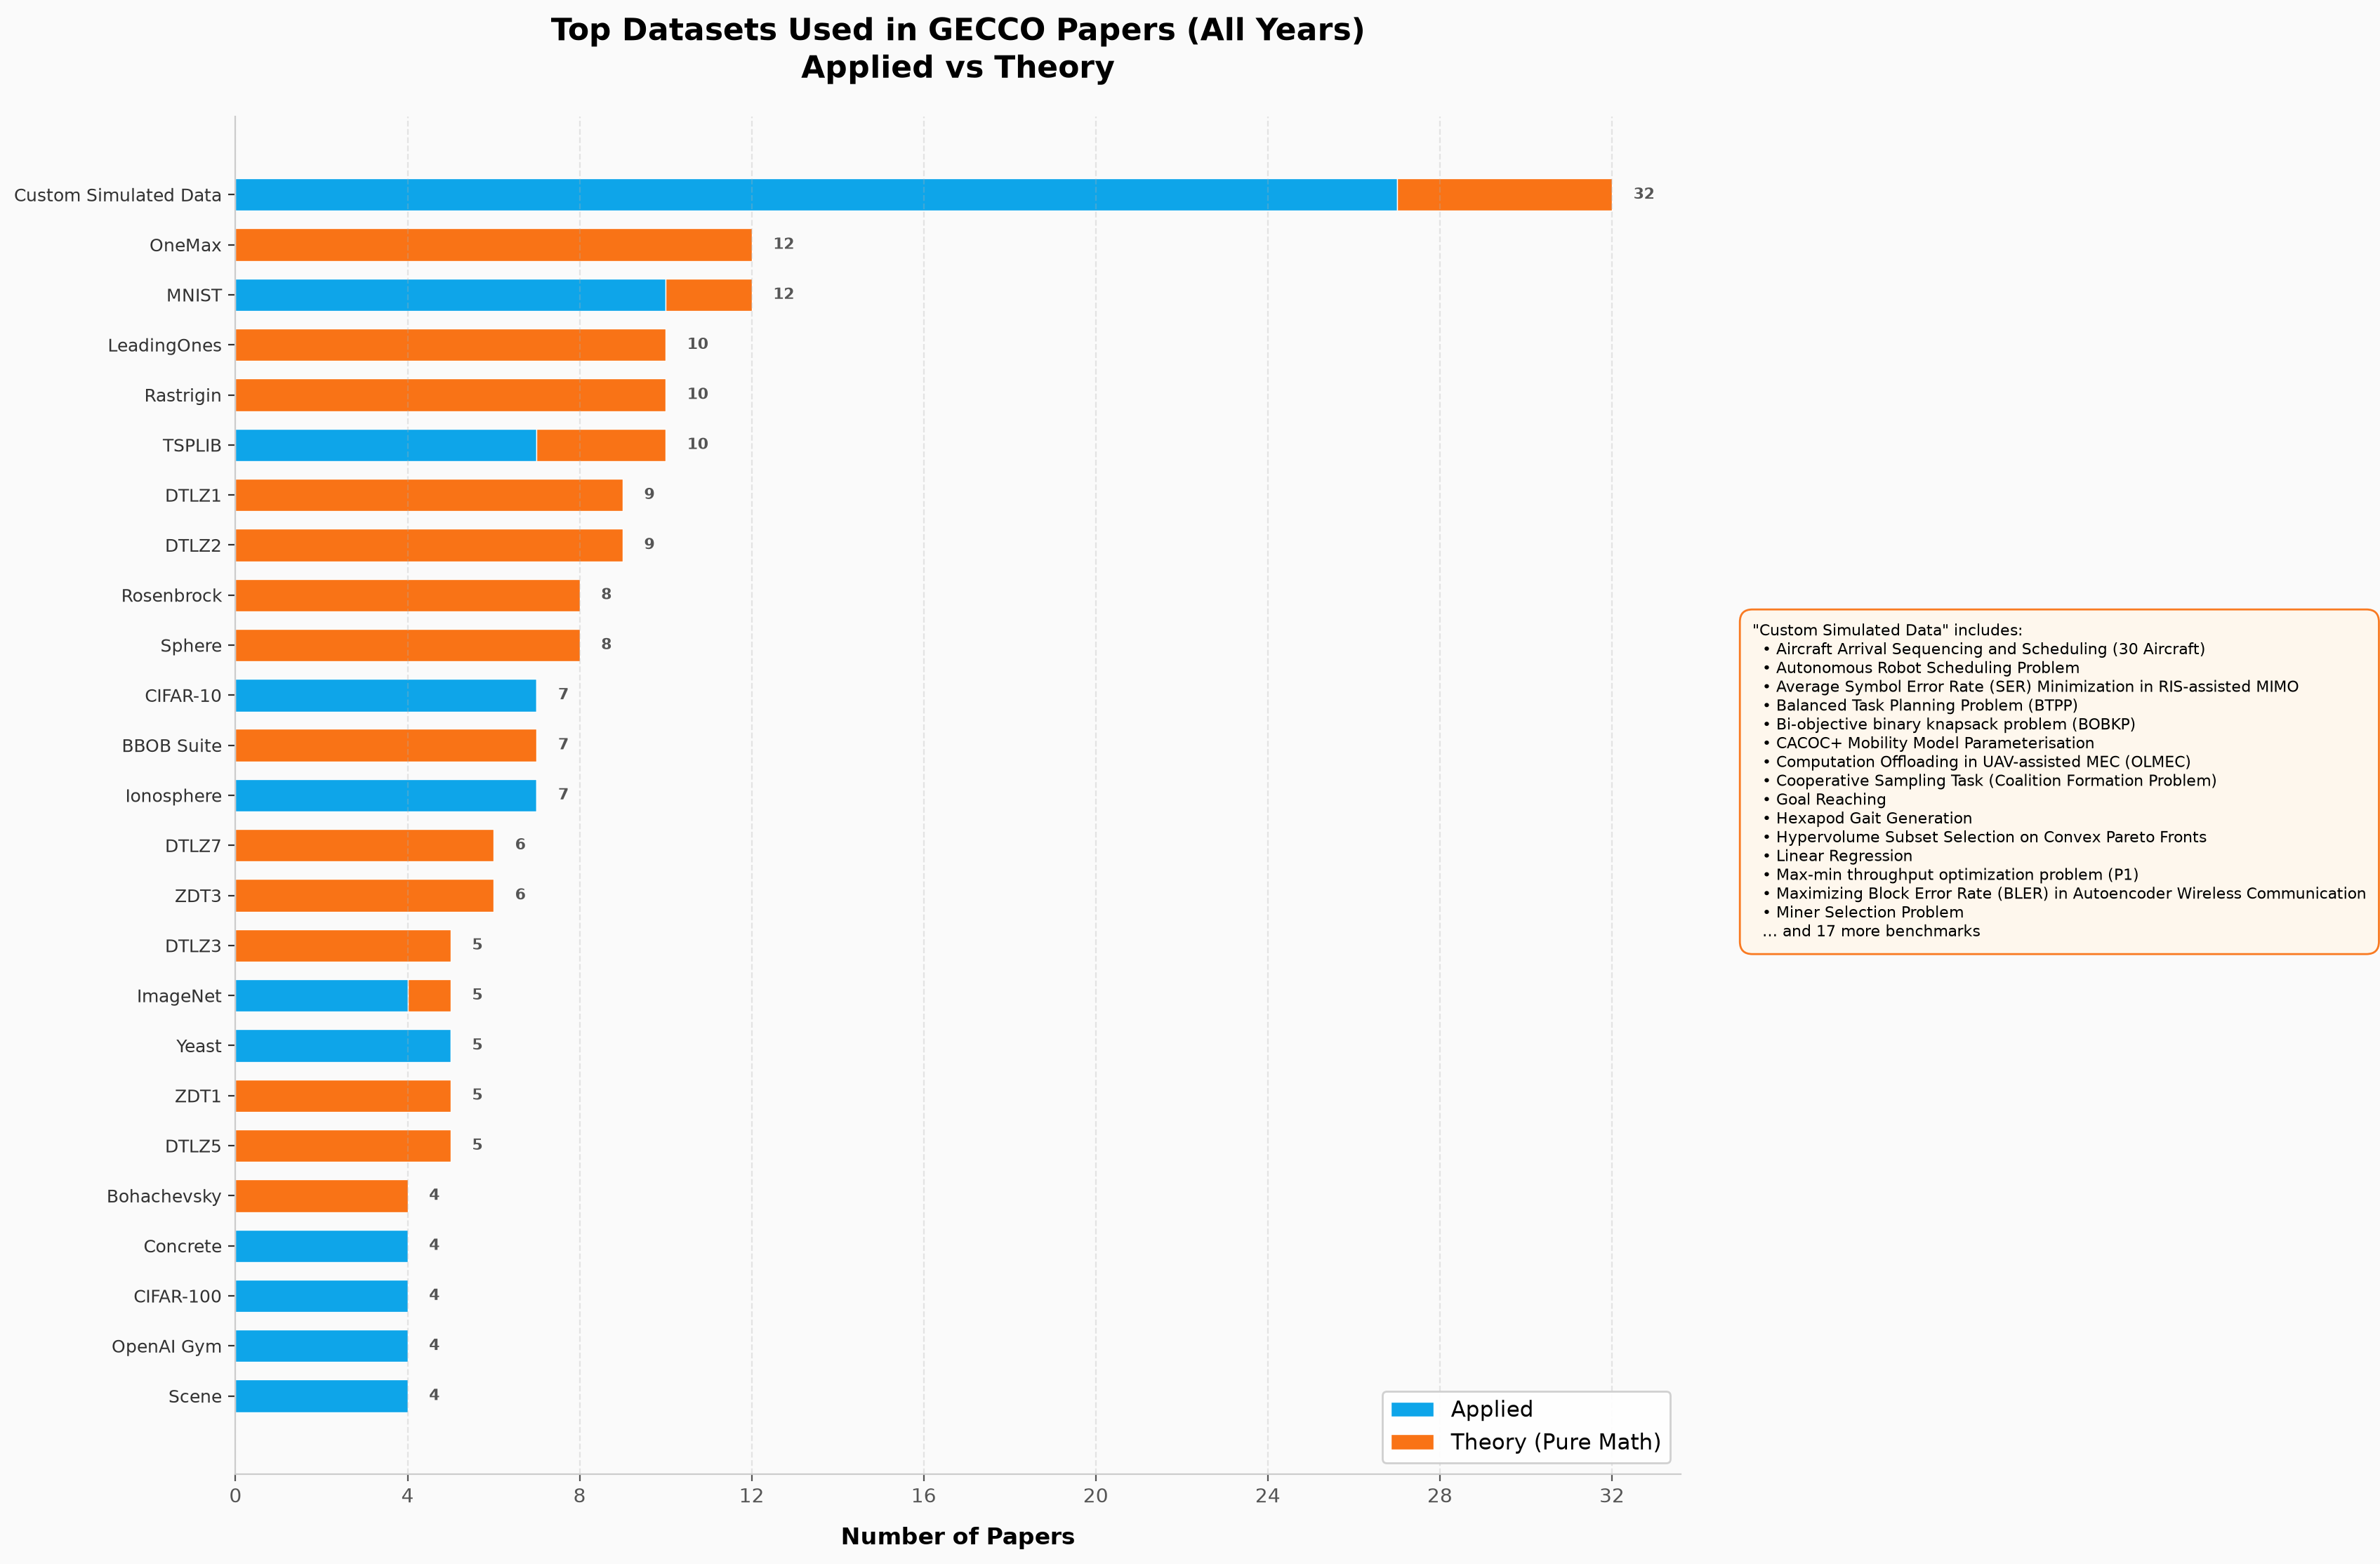 Top Datasets Used in GECCO Papers (All Years)
Applied vs Theory
Custom Simulated Data 32
OneMax 12
MNIST 12
LeadingOnes 10
Rastrigin 10
TSPLIB 10
DTLZ1 9
DTLZ2 9
Rosenbrock 8
Sphere 8
CIFAR-10 7
BBOB Suite 7
Ionosphere 7
DTLZ7 6
ZDT3 6
DTLZ3 5
ImageNet 5
Yeast 5
ZDT1 5
DTLZ5 5
Bohachevsky 4
Concrete 4
CIFAR-100 4
OpenAI Gym 4
Scene 4
0 4 8 12 16 20 24 28 32
Number of Papers
Applied
Theory (Pure Math)
"Custom Simulated Data" includes:
• Aircraft Arrival Sequencing and Scheduling (30 Aircraft)
• Autonomous Robot Scheduling Problem
• Average Symbol Error Rate (SER) Minimization in RIS-assisted MIMO
• Balanced Task Planning Problem (BTPP)
• Bi-objective binary knapsack problem (BOBKP)
• CACOC+ Mobility Model Parameterisation
• Computation Offloading in UAV-assisted MEC (OLMEC)
• Cooperative Sampling Task (Coalition Formation Problem)
• Goal Reaching
• Hexapod Gait Generation
• Hypervolume Subset Selection on Convex Pareto Fronts
• Linear Regression
• Max-min throughput optimization problem (P1)
• Maximizing Block Error Rate (BLER) in Autoencoder Wireless Communication
• Miner Selection Problem
... and 17 more benchmarks